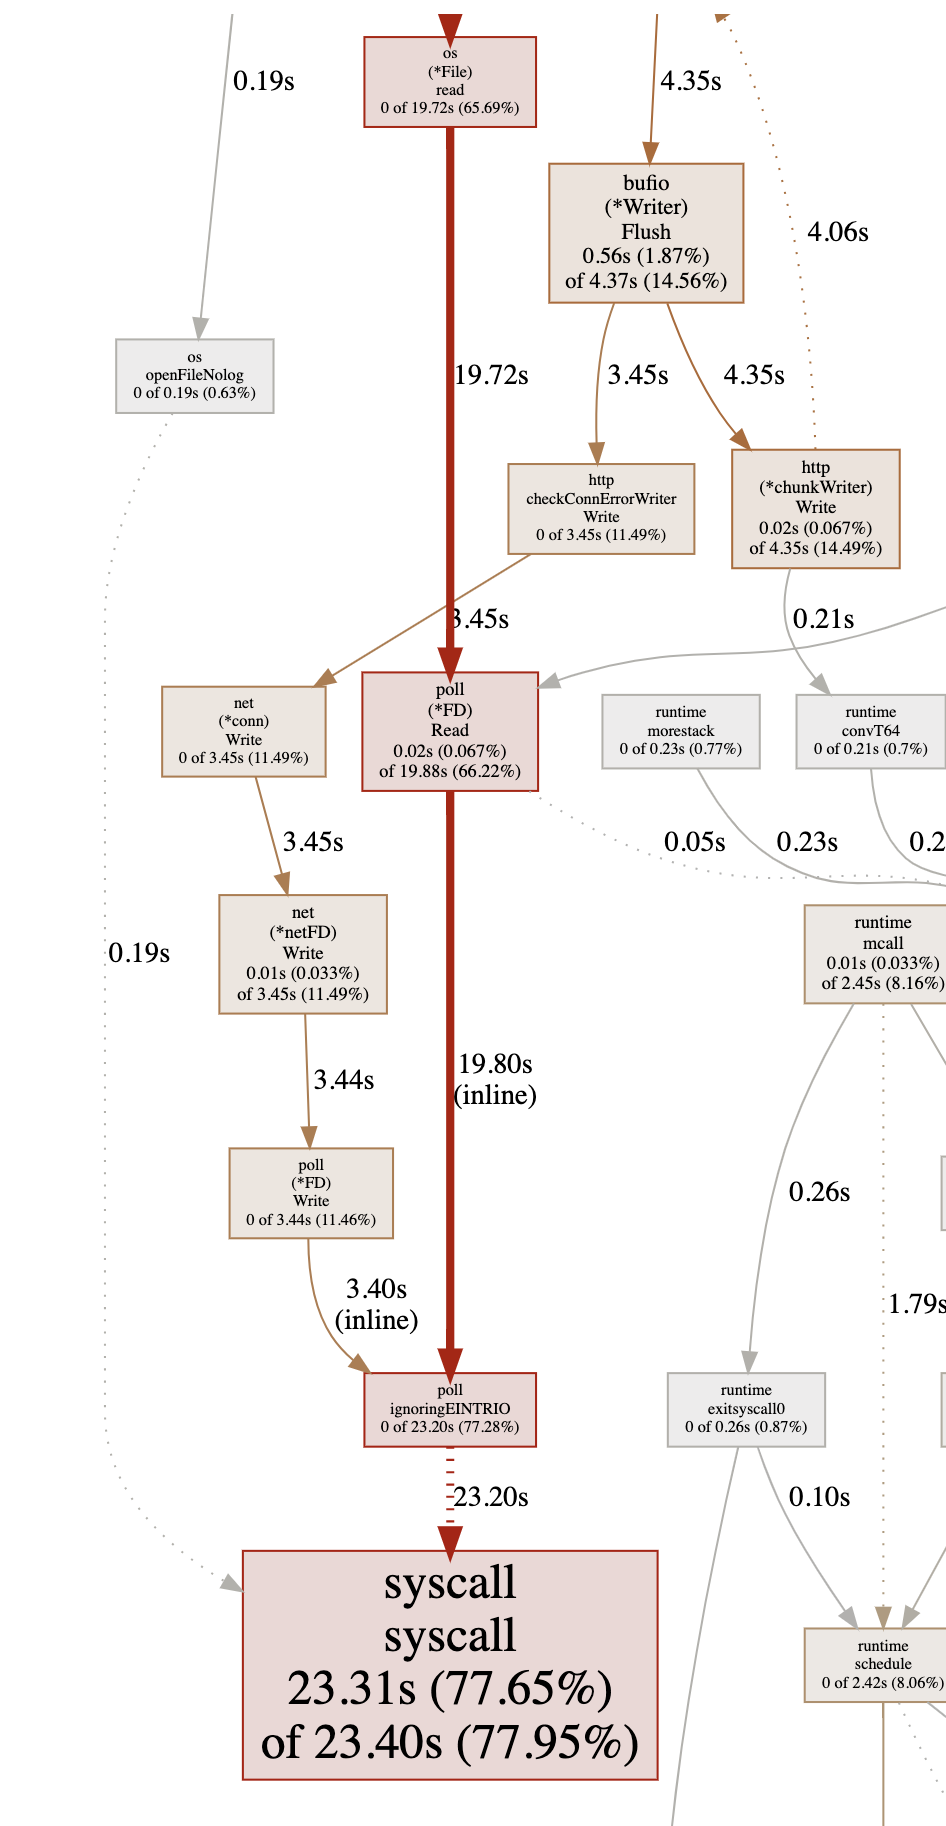 os
(*File)
read
0 of 19.72s (65.69%)
0.19s
4.35s
bufio
(*Writer)
Flush
0.56s (1.87%)
of 4.37s (14.56%)
4.06s
os
openFileNolog
0 of 0.19s (0.63%)
19.72s
3.45s
4.35s
http
checkConnErrorWriter
Write
0 of 3.45s (11.49%)
http
(*chunkWriter)
Write
0.02s (0.067%)
of 4.35s (14.49%)
3.45s
0.21s
net
(*conn)
Write
0 of 3.45s (11.49%)
poll
(*FD)
Read
0.02s (0.067%)
of 19.88s (66.22%)
runtime
morestack
0 of 0.23s (0.77%)
runtime
convT64
0 of 0.21s (0.7%)
3.45s
0.05s
0.23s
0.2
net
(*netFD)
Write
0.01s (0.033%)
of 3.45s (11.49%)
runtime
mcall
0.01s (0.033%)
of 2.45s (8.16%)
0.19s
3.44s
19.80s
(inline)
poll
(*FD)
Write
0 of 3.44s (11.46%)
0.26s
3.40s
(inline)
1.79s
poll
ignoringEINTRIO
0 of 23.20s (77.28%)
runtime
exitsyscall0
0 of 0.26s (0.87%)
23.20s
0.10s
syscall
syscall
23.31s (77.65%)
of 23.40s (77.95%)
runtime
schedule
0 of 2.42s (8.06%)